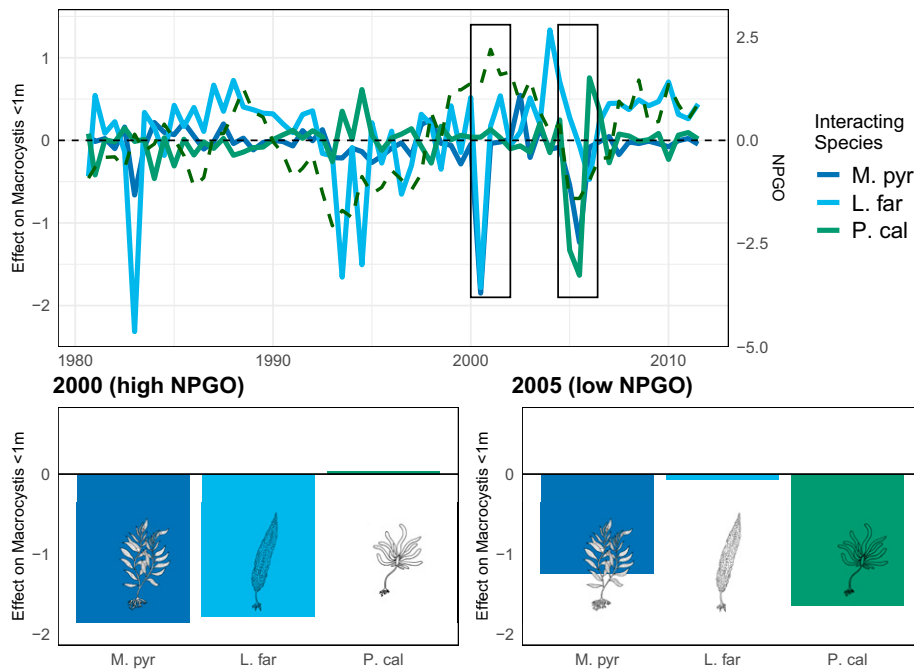 Effect on Macrocystis <1m
1
0
−1
−2
2.5
0.0
−2.5
−5.0
NPGO
1980
1990
2000
2010
Interacting
Species
M. pyr
L. far
P. cal
2000 (high NPGO)
Effect on Macrocystis <1m
0
−1
−2
M. pyr
L. far
P. cal
2005 (low NPGO)
Effect on Macrocystis <1m
0
−1
−2
M. pyr
L. far
P. cal